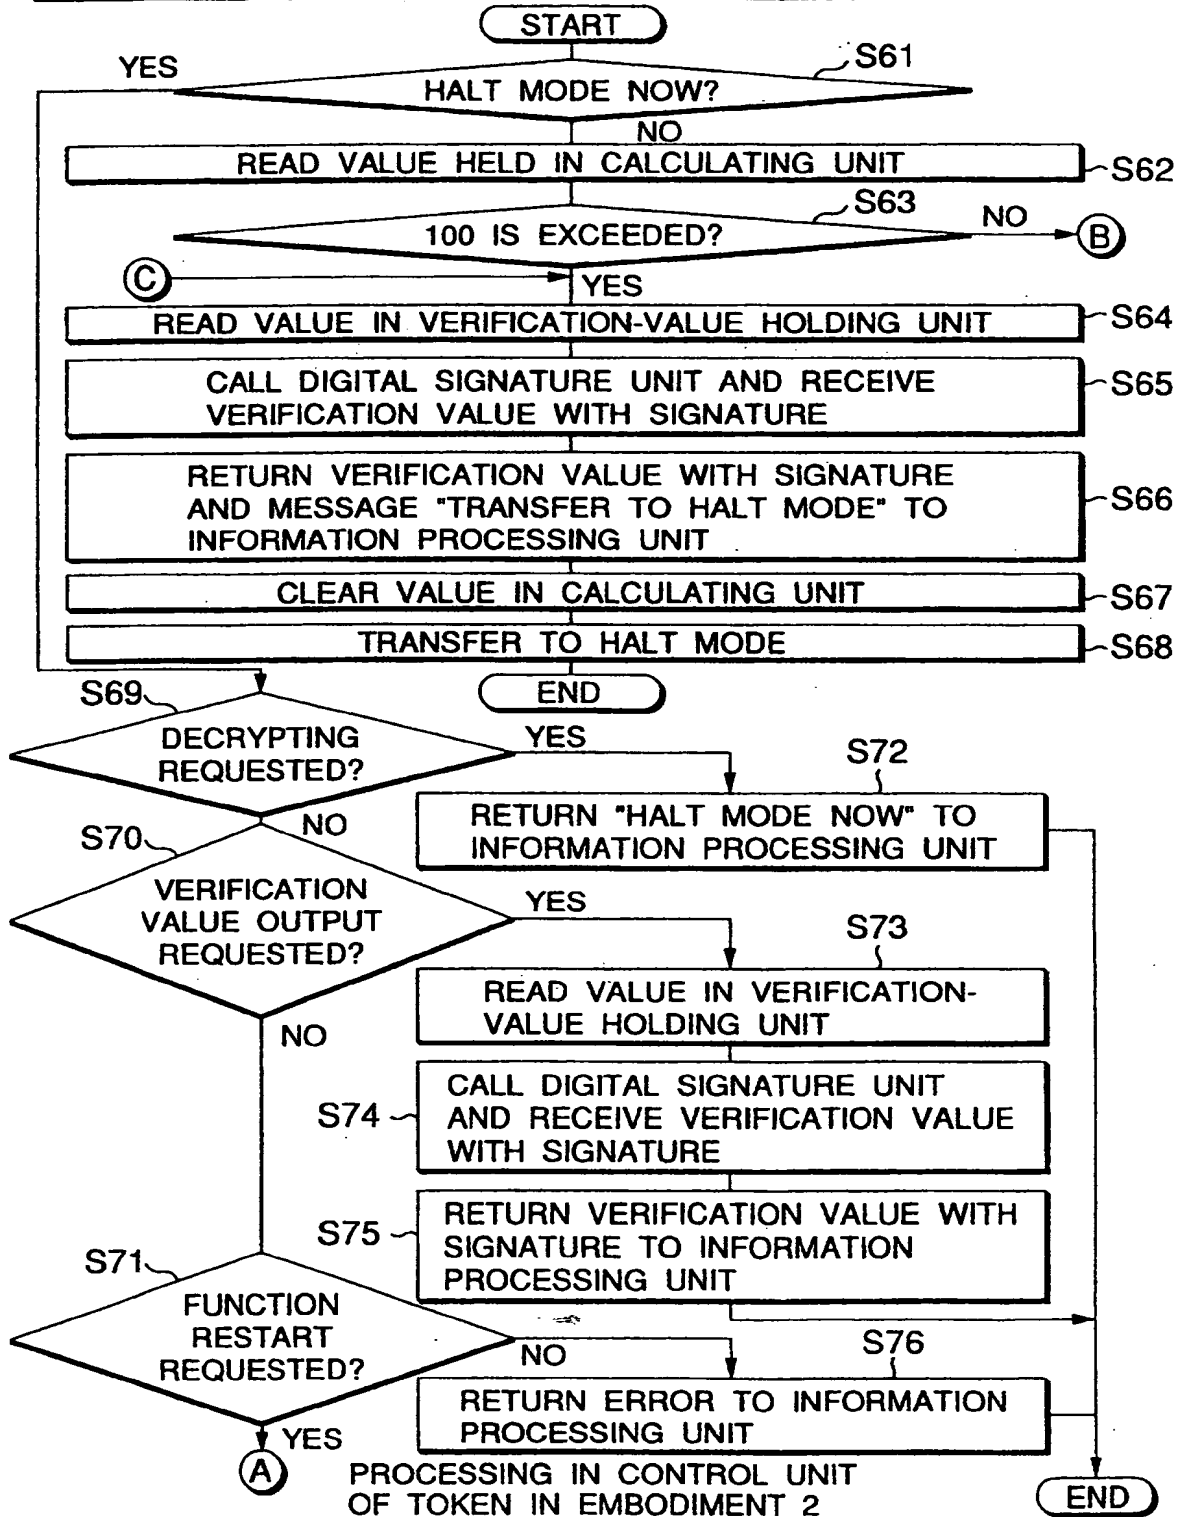 START
YES
S61
HALT MODE NOW?
NO
READ VALUE HELD IN CALCULATING UNIT
S62
S63
100 IS EXCEEDED?
NO
B
C
YES
READ VALUE IN VERIFICATION-VALUE HOLDING UNIT
S64
CALL DIGITAL SIGNATURE UNIT AND RECEIVE
VERIFICATION VALUE WITH SIGNATURE
S65
RETURN VERIFICATION VALUE WITH SIGNATURE
AND MESSAGE "TRANSFER TO HALT MODE" TO
INFORMATION PROCESSING UNIT
S66
CLEAR VALUE IN CALCULATING UNIT
S67
TRANSFER TO HALT MODE
S68
END
S69
DECRYPTING
REQUESTED?
YES
NO
S72
RETURN "HALT MODE NOW" TO
INFORMATION PROCESSING UNIT
S70
VERIFICATION
VALUE OUTPUT
REQUESTED?
YES
NO
S73
READ VALUE IN VERIFICATION-
VALUE HOLDING UNIT
S74
CALL DIGITAL SIGNATURE UNIT
AND RECEIVE VERIFICATION VALUE
WITH SIGNATURE
S75
RETURN VERIFICATION VALUE WITH
SIGNATURE TO INFORMATION
PROCESSING UNIT
S71
FUNCTION
RESTART
REQUESTED?
NO
S76
RETURN ERROR TO INFORMATION
PROCESSING UNIT
YES
A
PROCESSING IN CONTROL UNIT
OF TOKEN IN EMBODIMENT 2
END